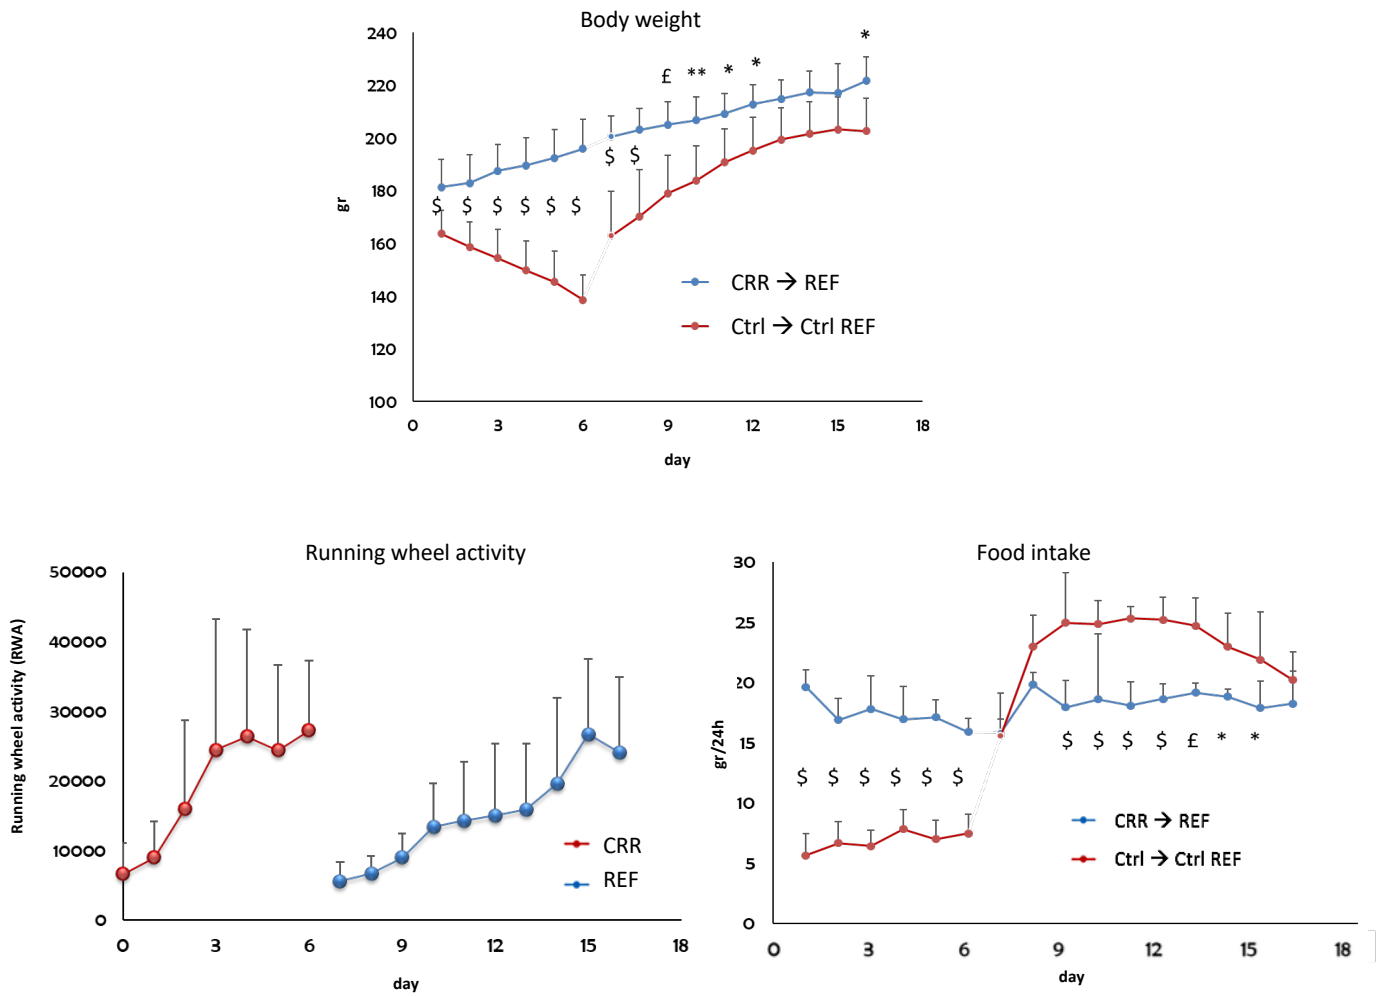 Body weight
240
220
200
180
160
140
120
100
gr
*
£ ** * *
$ $
$ $ $ $ $ $
CRR → REF
Ctrl → Ctrl REF
0 3 6 9 12 15 18
day
Running wheel activity
50000
40000
30000
20000
10000
0
Running wheel activity (RWA)
CRR
REF
0 3 6 9 12 15 18
day
Food intake
30
25
20
15
10
5
0
gr/24h
$ $ $ $ £ * *
$ $ $ $ $ $
CRR → REF
Ctrl → Ctrl REF
0 3 6 9 12 15 18
day